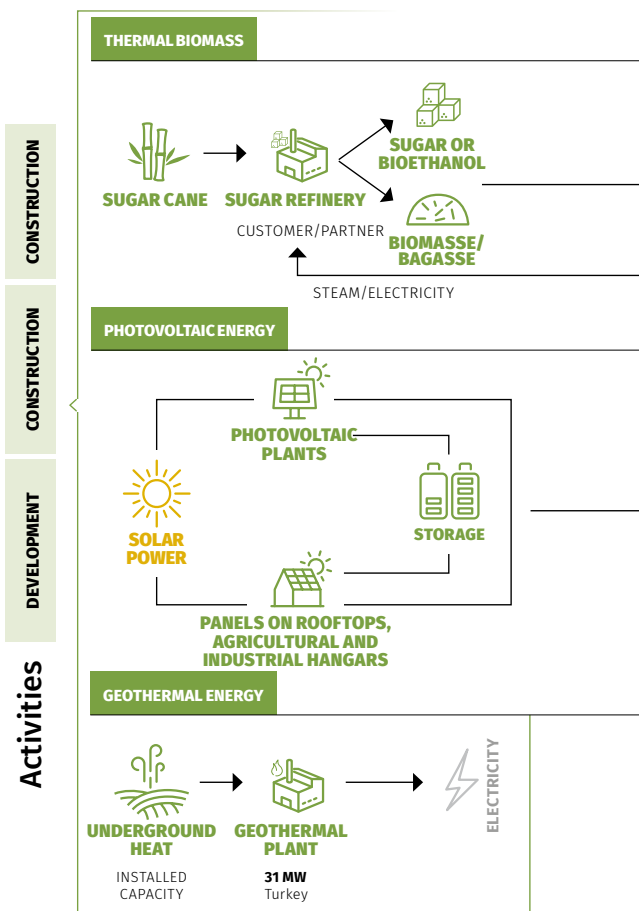 THERMAL BIOMASS
SUGAR CANE
SUGAR REFINERY
CUSTOMER/PARTNER
SUGAR OR
BIOETHANOL
BIOMASSE/
BAGASSE
STEAM/ELECTRICITY
PHOTOVOLTAIC ENERGY
PHOTOVOLTAIC
PLANTS
SOLAR
POWER
STORAGE
PANELS ON ROOFTOPS,
AGRICULTURAL AND
INDUSTRIAL HANGARS
GEOTHERMAL ENERGY
UNDERGROUND
HEAT
GEOTHERMAL
PLANT
ELECTRICITY
INSTALLED
CAPACITY
31 MW
Turkey
CONSTRUCTION
CONSTRUCTION
DEVELOPMENT
Activities